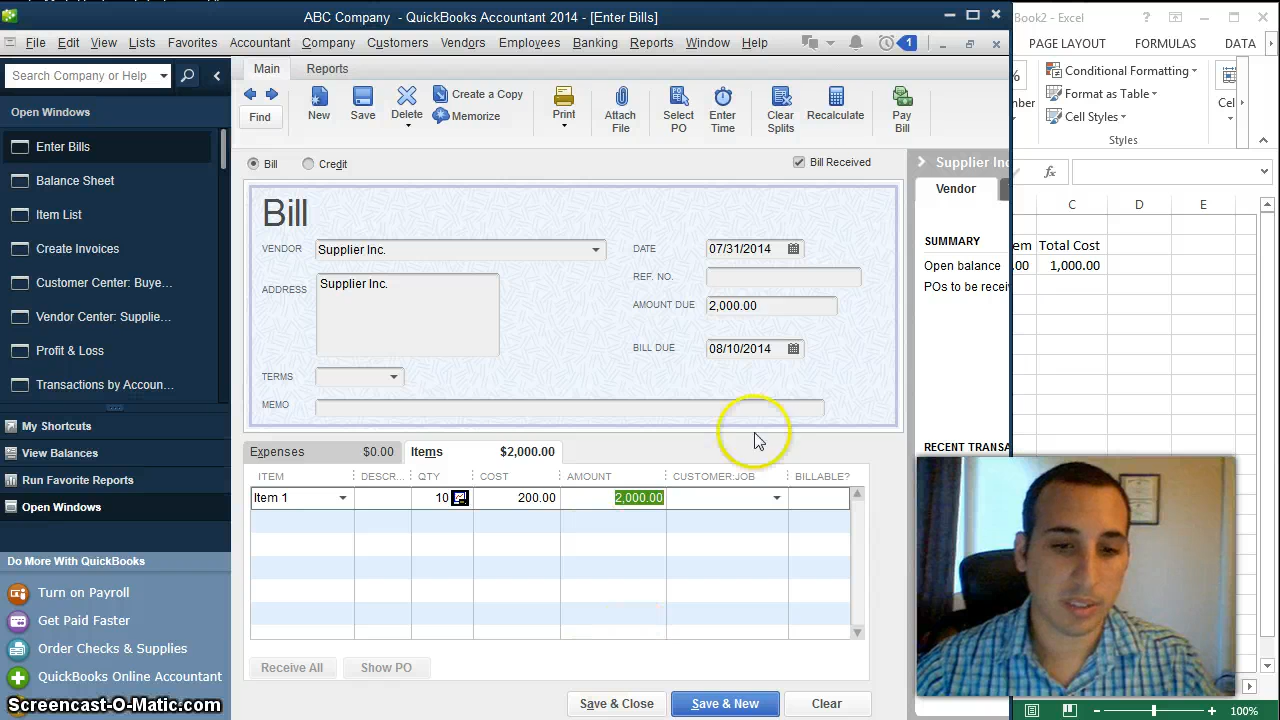 ABC Company - QuickBooks Accountant 2014 - [Enter Bills]
File Edit View Lists Favorites Accountant Company Customers Vendors Employees Banking Reports Window Help
1
Search Company or Help
Open Windows
Enter Bills
Balance Sheet
Item List
Create Invoices
Customer Center: Buye...
Vendor Center: Supplie...
Profit & Loss
Transactions by Accoun...
My Shortcuts
View Balances
Run Favorite Reports
Open Windows
Do More With QuickBooks
Turn on Payroll
Get Paid Faster
Order Checks & Supplies
QuickBooks Online Accountant
Screencast-O-Matic.com
Main Reports
Find
New
Save
Delete
Create a Copy
Memorize
Print
Attach File
Select PO
Enter Time
Clear Splits
Recalculate
Pay Bill
Bill Credit Bill Received
Bill
VENDOR Supplier Inc.
ADDRESS Supplier Inc.
TERMS
MEMO
DATE 07/31/2014
REF. NO.
AMOUNT DUE 2,000.00
BILL DUE 08/10/2014
Expenses $0.00 Items $2,000.00
ITEM DESCR... QTY COST AMOUNT CUSTOMER:JOB BILLABLE?
Item 1 10 200.00 2,000.00
Receive All Show PO
Save & Close Save & New Clear
Supplier Inc
Vendor
SUMMARY
Open balance
POs to be recei
RECENT TRANSA
Book2 - Excel
PAGE LAYOUT FORMULAS DATA
%
mber
Conditional Formatting
Format as Table
Cell Styles
Styles
Cel
fx
C D E
em Total Cost
.00 1,000.00
100%